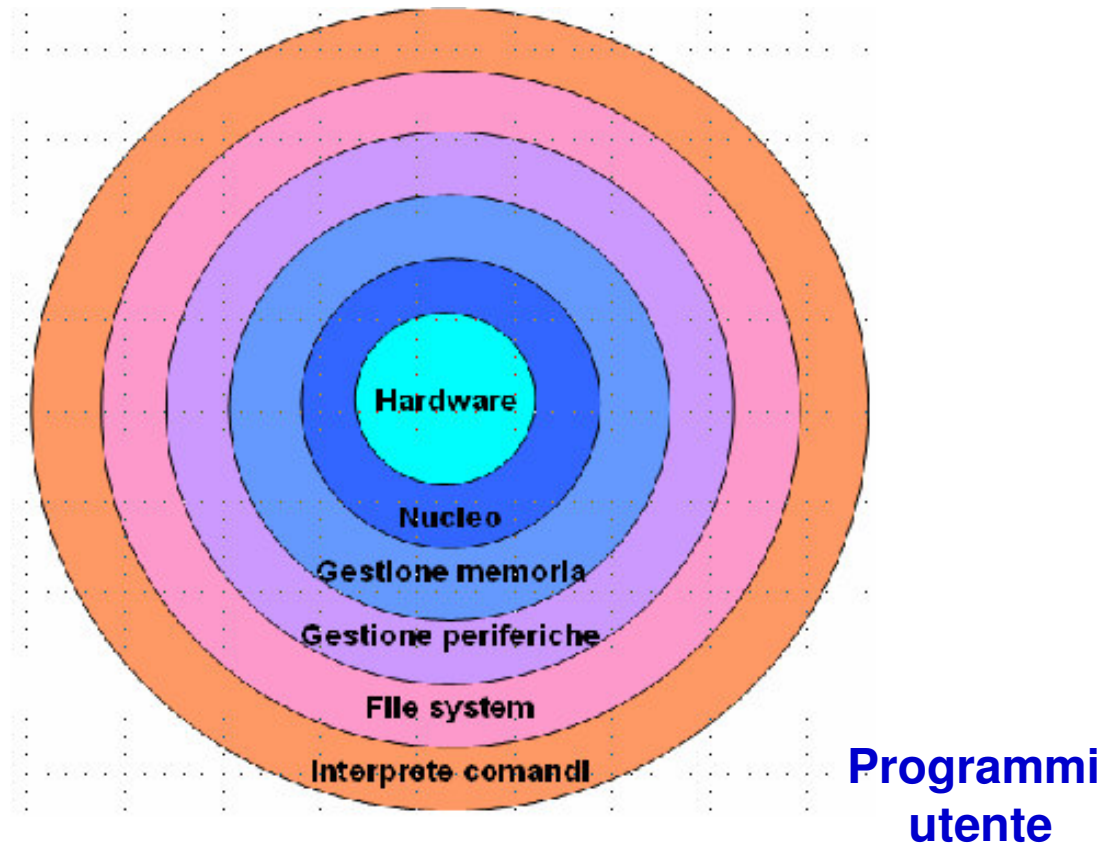 Hardware
Nucleo
Gestione memoria
Gestione periferiche
File system
Interprete comandi
Programmi
utente